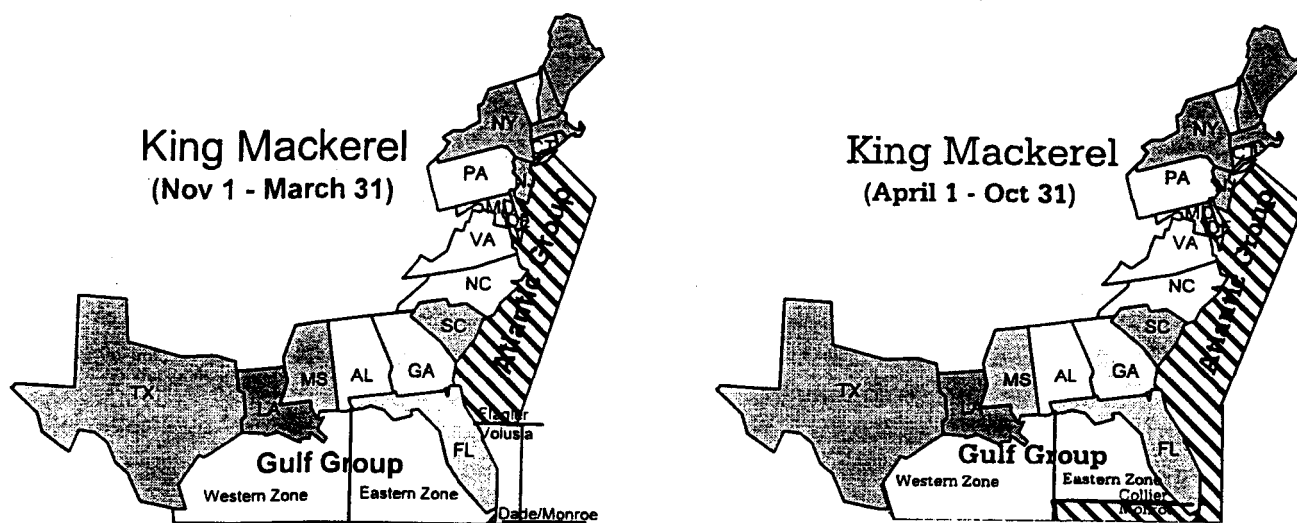 King Mackerel
(Nov 1 - March 31)
NY
PA
MD
VA
NC
SC
TX
LA
MS
AL
GA
FL
Atlantic Group
Flagler
Volusia
Gulf Group
Western Zone
Eastern Zone
Dade/Monroe
King Mackerel
(April 1 - Oct 31)
NY
PA
MD
VA
NC
SC
TX
MS
AL
GA
FL
Atlantic Group
Gulf Group
Western Zone
Eastern Zone
Collier
Monroe